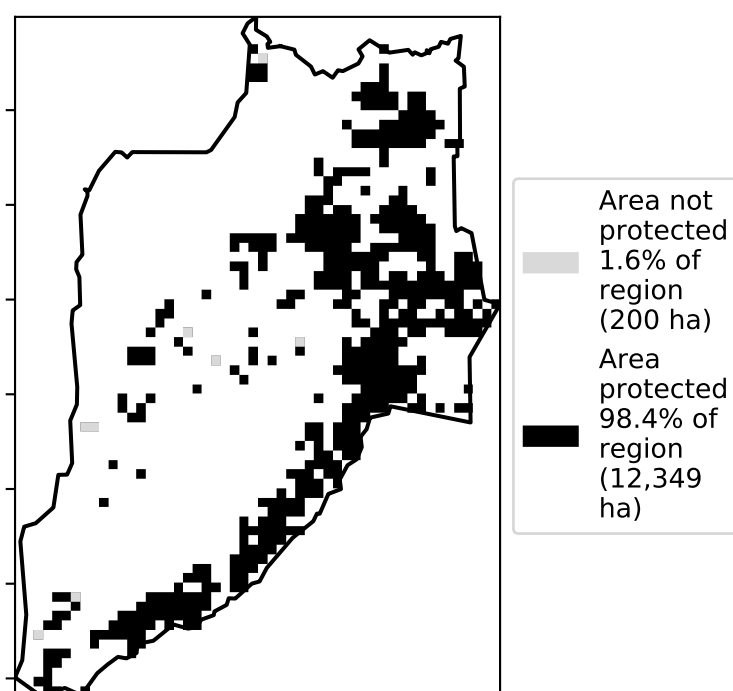 Area not
protected
1.6% of
region
(200 ha)
Area
protected
98.4% of
region
(12,349
ha)